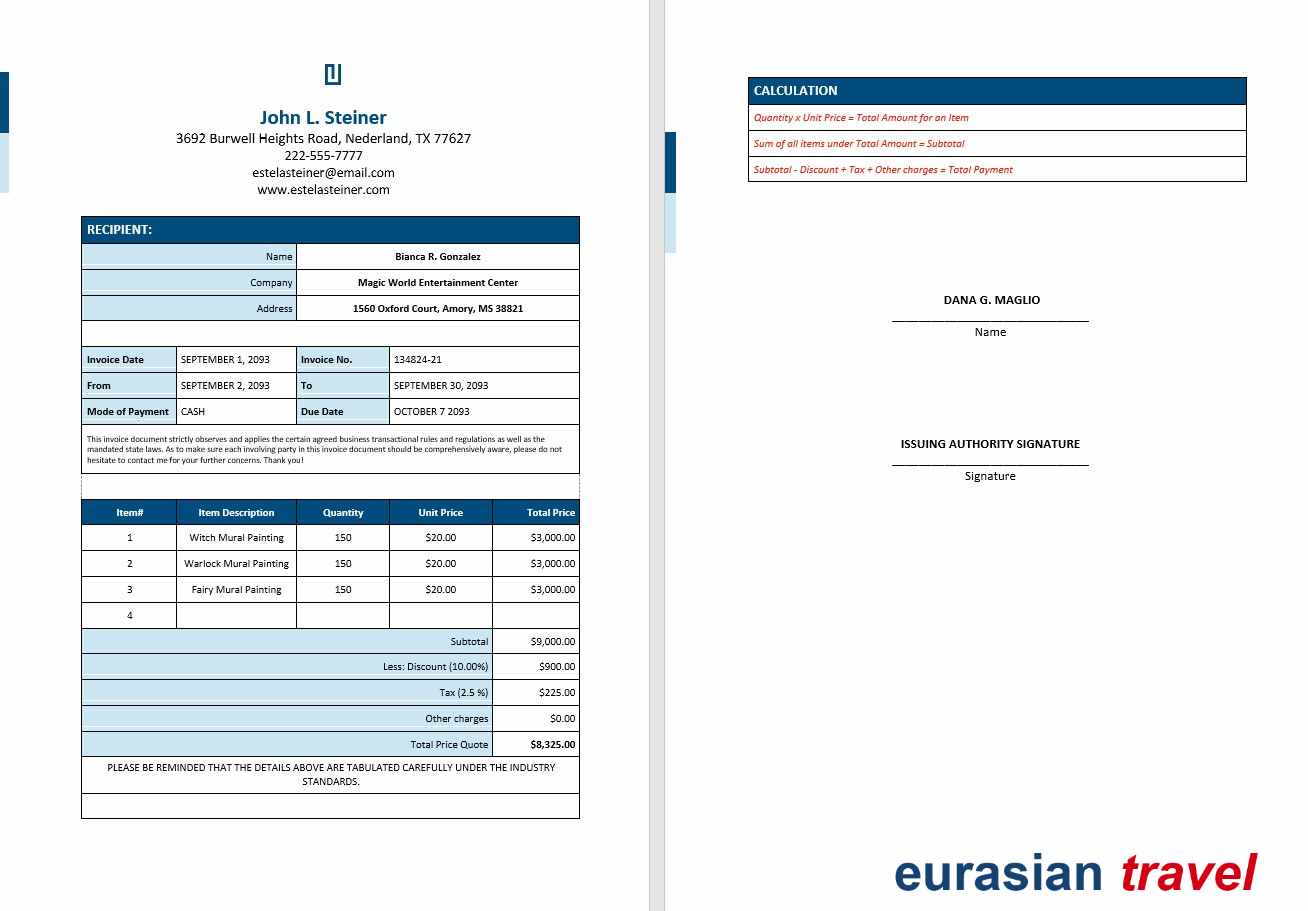 John L. Steiner
3692 Burwell Heights Road, Nederland, TX 77627
222-555-7777
estelasteiner@email.com
www.estelasteiner.com
RECIPIENT:
Name Bianca R. Gonzalez
Company Magic World Entertainment Center
Address 1560 Oxford Court, Amory, MS 38821
Invoice Date SEPTEMBER 1, 2093 Invoice No. 134824-21
From SEPTEMBER 2, 2093 To SEPTEMBER 30, 2093
Mode of Payment CASH Due Date OCTOBER 7 2093
This invoice document strictly observes and applies the certain agreed business transactional rules and regulations as well as the
mandated state laws. As to make sure each involving party in this invoice document should be comprehensively aware, please do not
hesitate to contact me for your further concerns. Thank you!
Item# Item Description Quantity Unit Price Total Price
1 Witch Mural Painting 150 $20.00 $3,000.00
2 Warlock Mural Painting 150 $20.00 $3,000.00
3 Fairy Mural Painting 150 $20.00 $3,000.00
4
Subtotal $9,000.00
Less: Discount (10.00%) $900.00
Tax (2.5 %) $225.00
Other charges $0.00
Total Price Quote $8,325.00
PLEASE BE REMINDED THAT THE DETAILS ABOVE ARE TABULATED CAREFULLY UNDER THE INDUSTRY
STANDARDS.
CALCULATION
Quantity x Unit Price = Total Amount for an Item
Sum of all items under Total Amount = Subtotal
Subtotal - Discount + Tax + Other charges = Total Payment
DANA G. MAGLIO
Name
ISSUING AUTHORITY SIGNATURE
Signature
eurasian travel